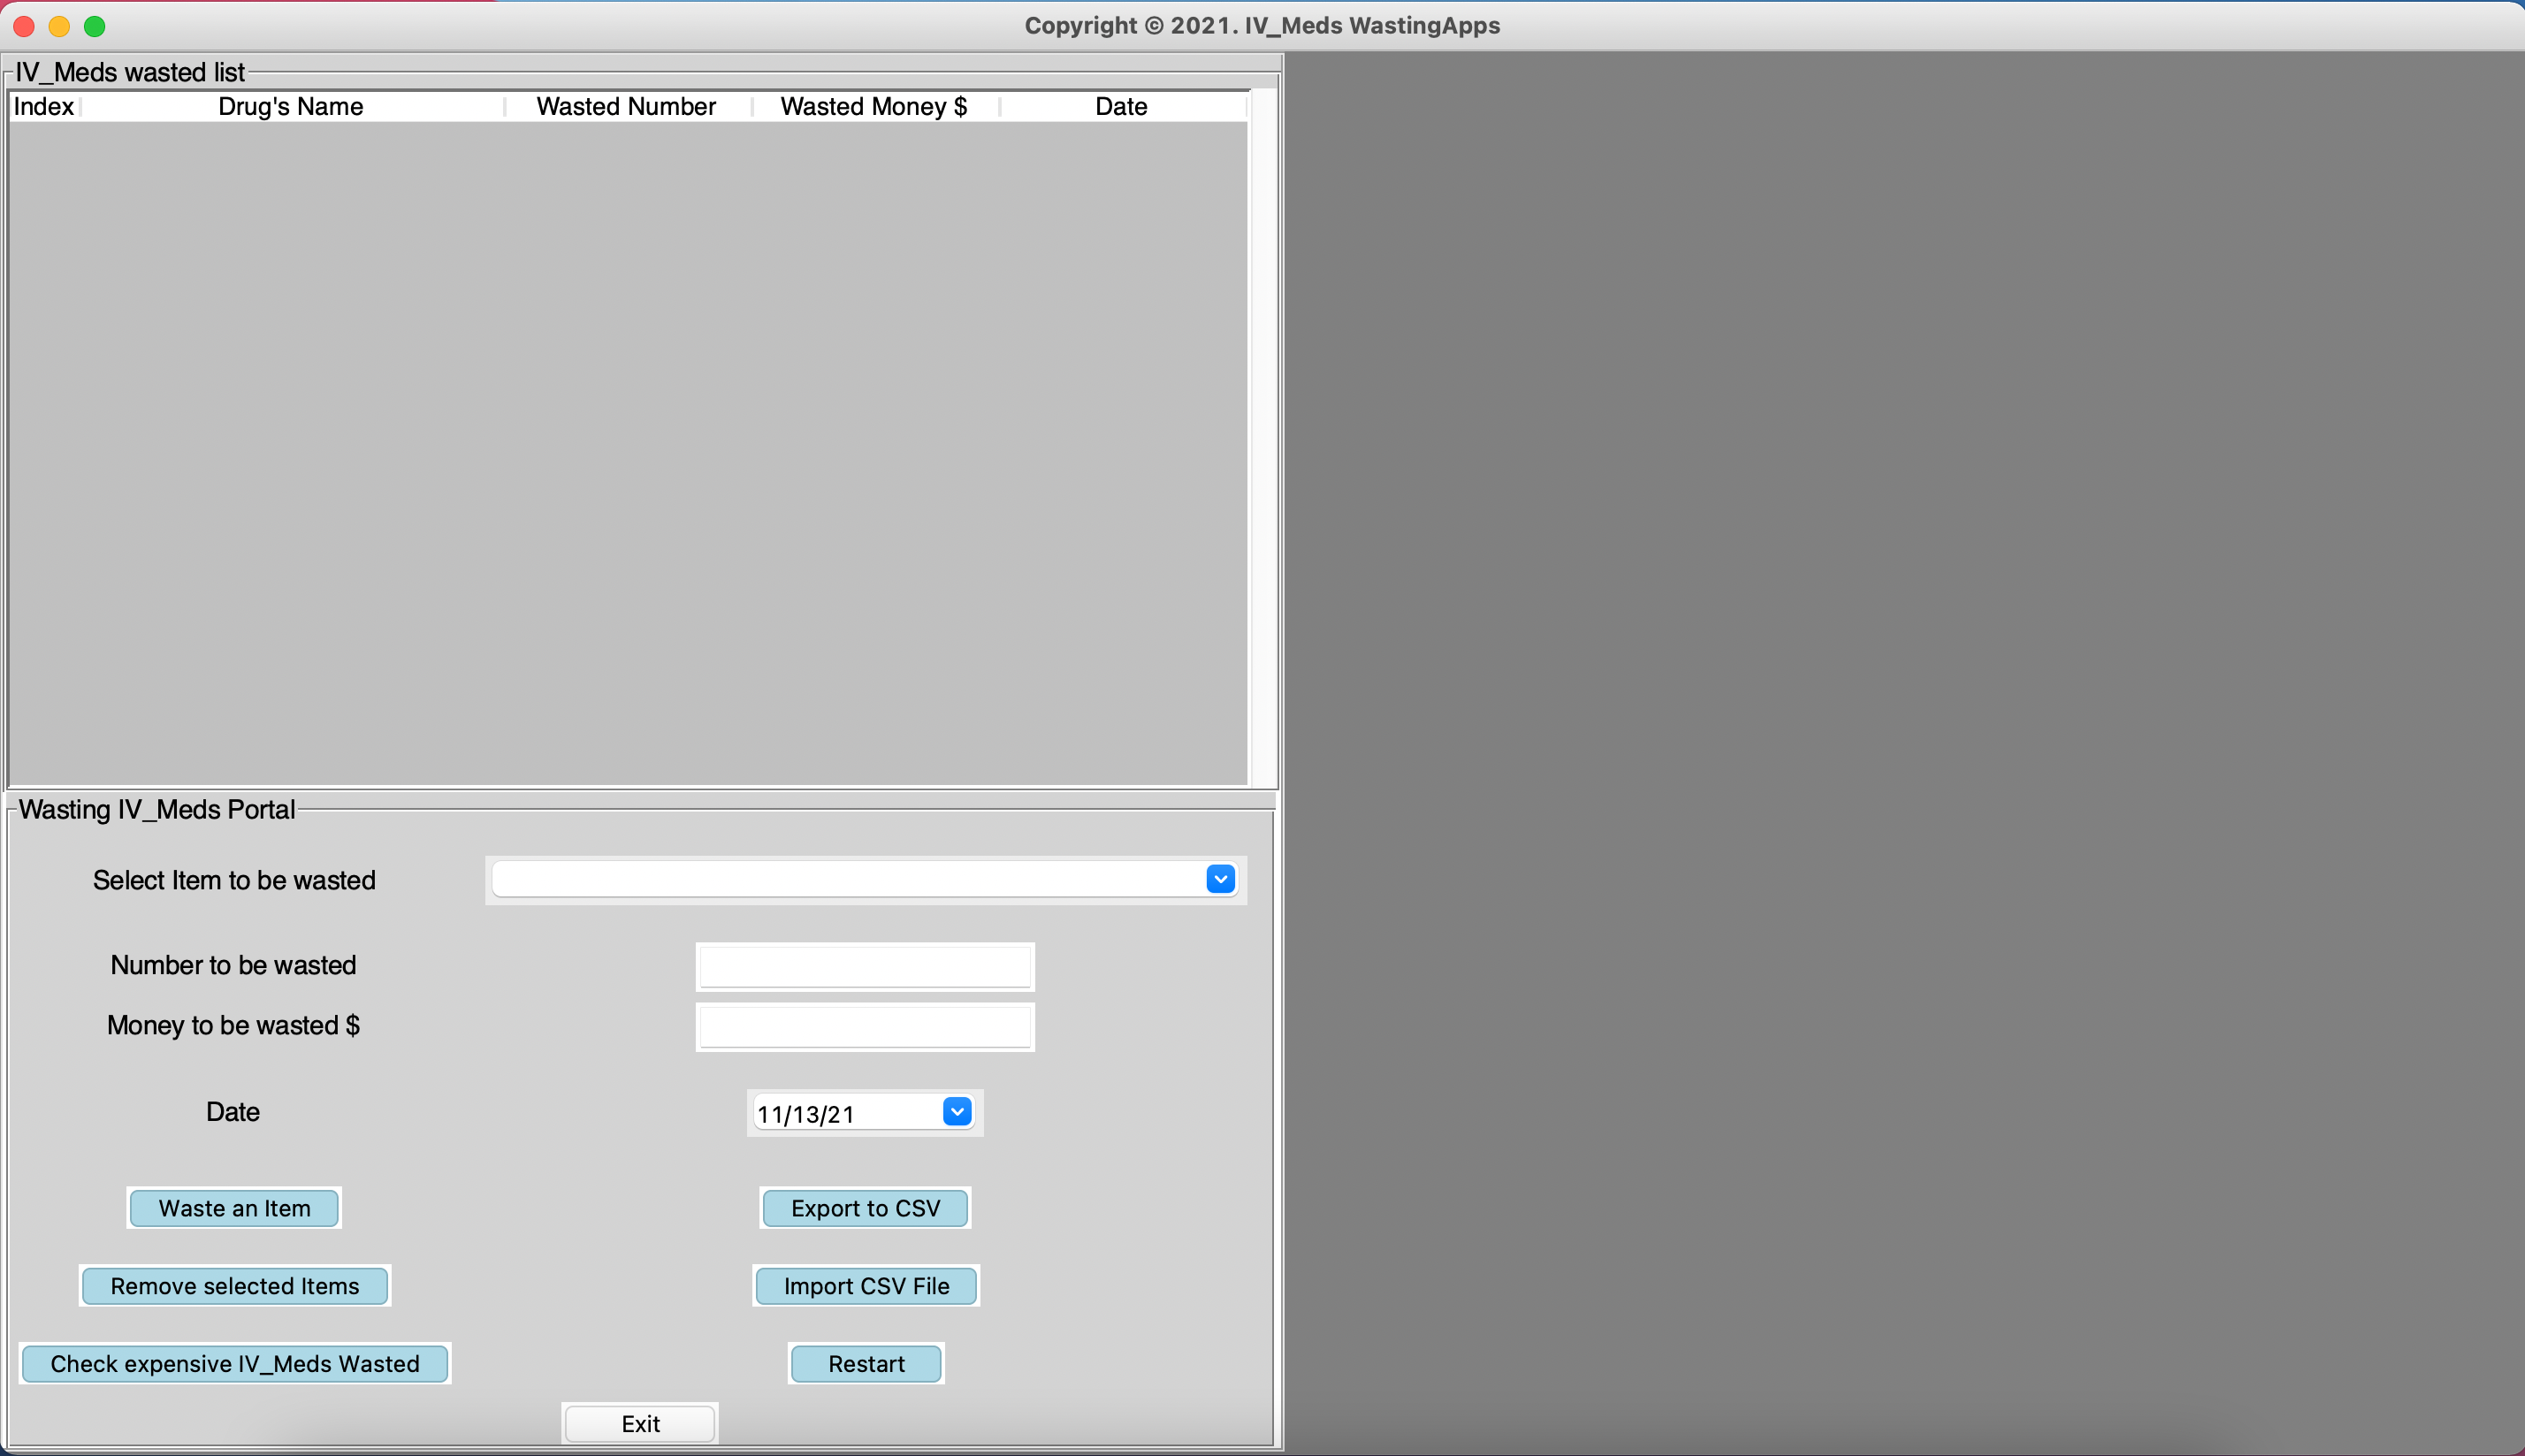 Copyright © 2021. IV_Meds WastingApps
IV_Meds wasted list
Index Drug's Name Wasted Number Wasted Money $ Date
Wasting IV_Meds Portal
Select Item to be wasted
Number to be wasted
Money to be wasted $
Date 11/13/21
Waste an Item Export to CSV
Remove selected Items Import CSV File
Check expensive IV_Meds Wasted Restart
Exit